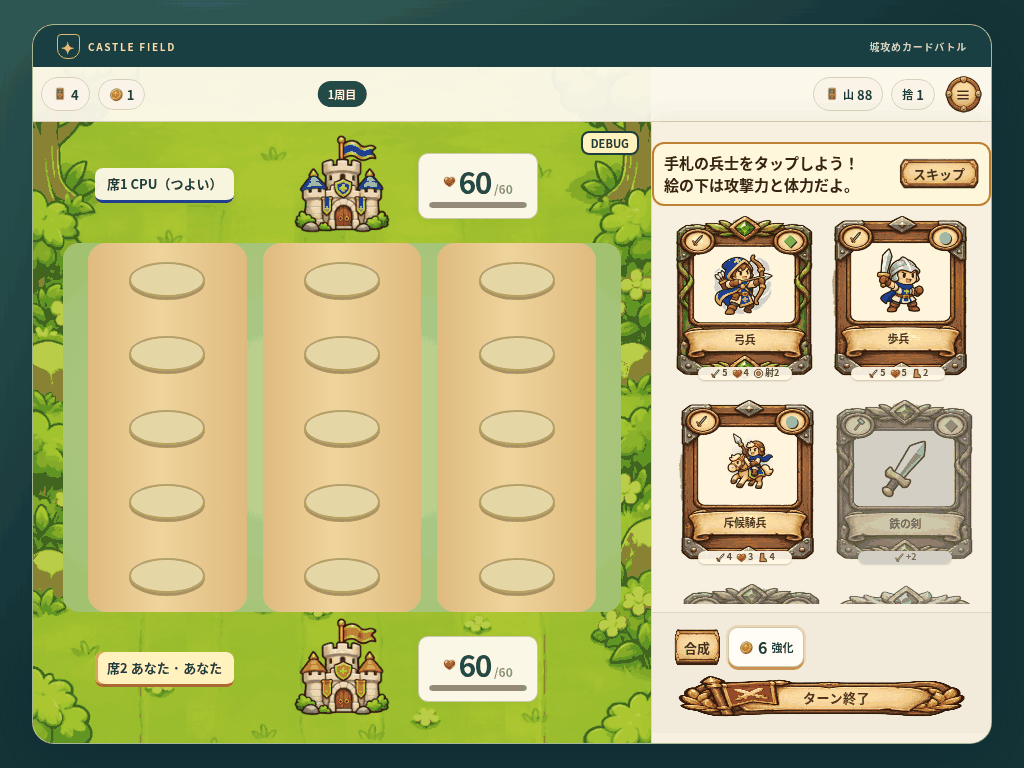 CASTLE FIELD
城攻めカードバトル
4
1
1周目
山 88
捨 1
DEBUG
席1 CPU（つよい）
60/60
手札の兵士をタップしよう！
絵の下は攻撃力と体力だよ。
スキップ
弓兵
5 4 射2
歩兵
5 5 2
斥候騎兵
4 3 4
鉄の剣
+2
席2 あなた・あなた
60/60
合成
6 強化
ターン終了